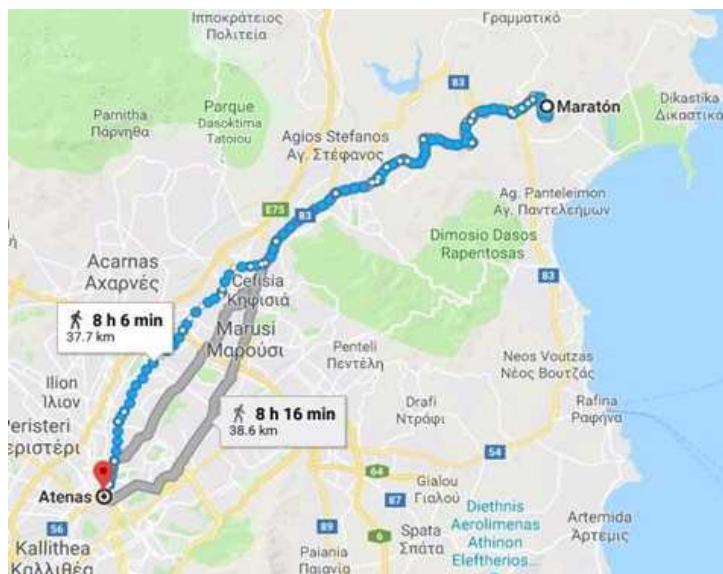 Ιπποκράτειος
Πολιτεία
Γραμματικό
83
Maratón
Dikastika
Δικαστικά
Parnitha
Πάρνηθα
Parque
Dasoktima
Tatoiou
Agios Stefanos
Αγ. Στέφανος
Ag. Panteleimon
Αγ. Παντελεήμων
E75
83
Dimosio Dasos
Rapentosas
Acarnas
Αχαρνές
83
Cefisia
Κηφισιά
8 h 6 min
37.7 km
Marusi
Μαρούσι
Penteli
Πεντέλη
Neos Voutzas
Νέος Βουτζάς
Ilion
Ίλιον
8 h 16 min
38.6 km
Drafi
Ντράφι
Rafina
Ραφήνα
Peristeri
εριστέρι
54
64
Gialou
Γιαλού
Atenas
87
Diethnis
Aerolimenas
Athinon
Eleftherios...
Artemida
Άρτεμις
56
89
6
Spata
Σπάτα
Kallithea
Καλλιθέα
Paiania
Παιανία